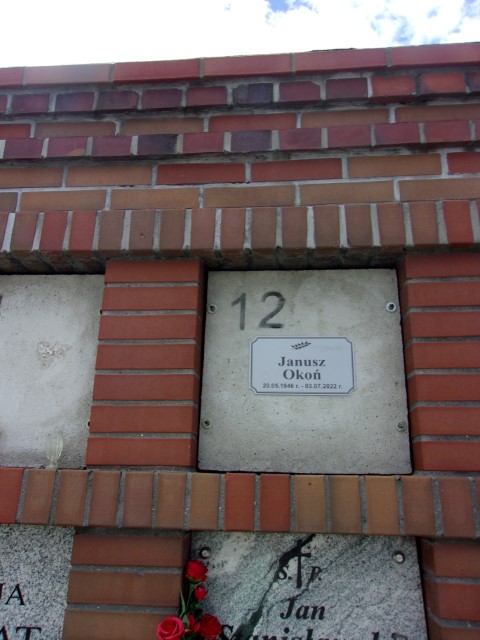 12
Janusz
Okoń
20.05.1946 r. - 03.07.2022 r.
Ś. P.
Jan